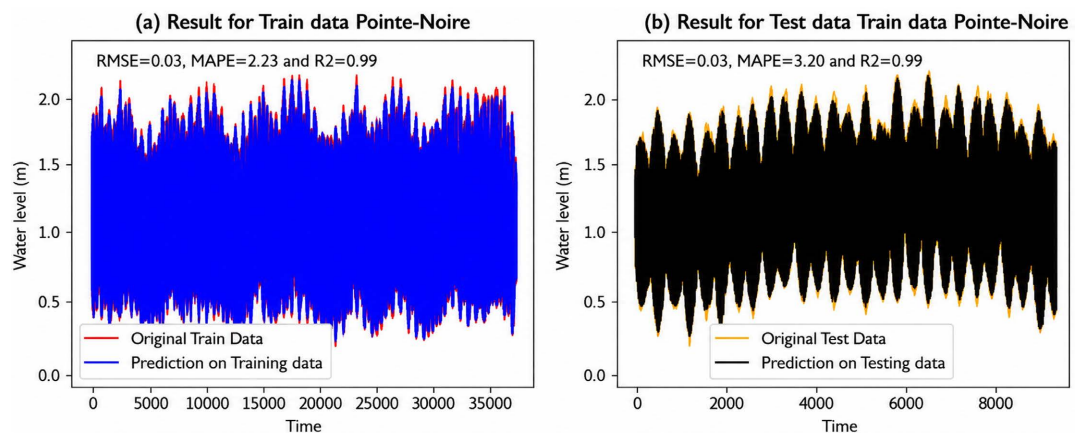 (a) Result for Train data Pointe-Noire
RMSE=0.03, MAPE=2.23 and R2=0.99
Water level (m)
2.0
1.5
1.0
0.5
0.0
Original Train Data
Prediction on Training data
0 5000 10000 15000 20000 25000 30000 35000
Time
(b) Result for Test data Train data Pointe-Noire
RMSE=0.03, MAPE=3.20 and R2=0.99
Water level (m)
2.0
1.5
1.0
0.5
0.0
Original Test Data
Prediction on Testing data
0 2000 4000 6000 8000
Time